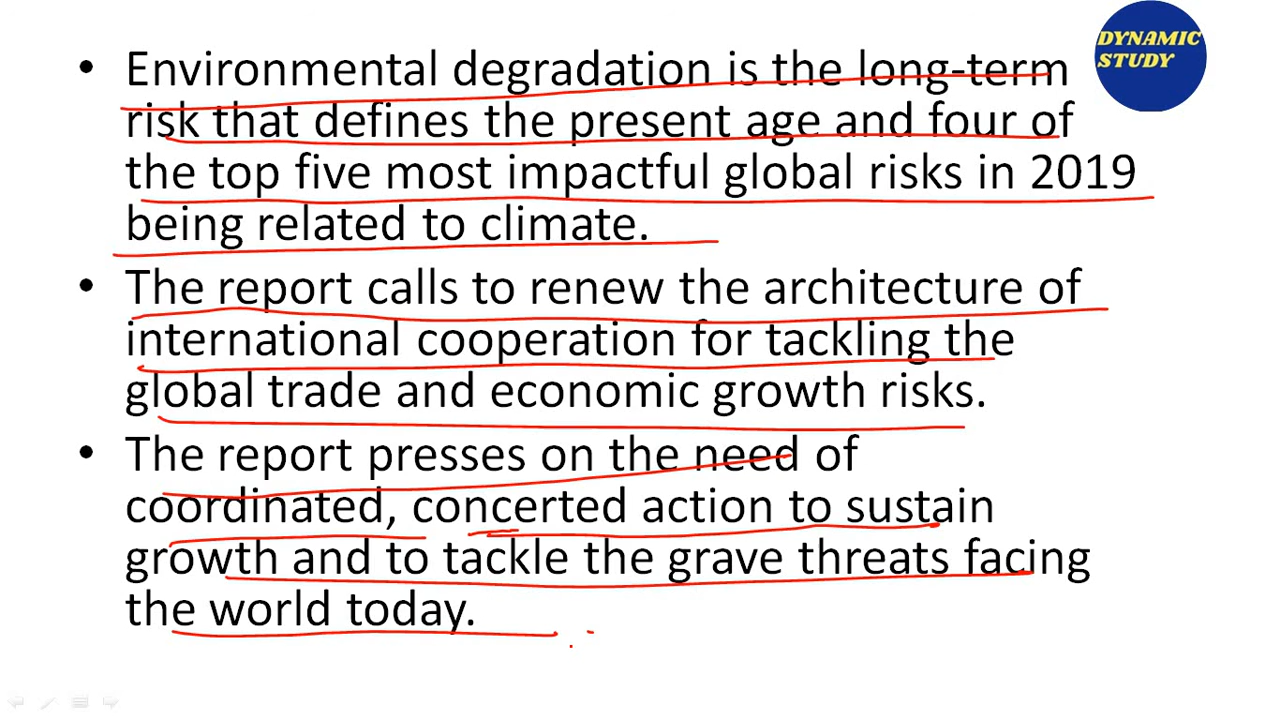 DYNAMIC
STUDY
• Environmental degradation is the long-term
risk that defines the present age and four of
the top five most impactful global risks in 2019
being related to climate.
• The report calls to renew the architecture of
international cooperation for tackling the
global trade and economic growth risks.
• The report presses on the need of
coordinated, concerted action to sustain
growth and to tackle the grave threats facing
the world today.